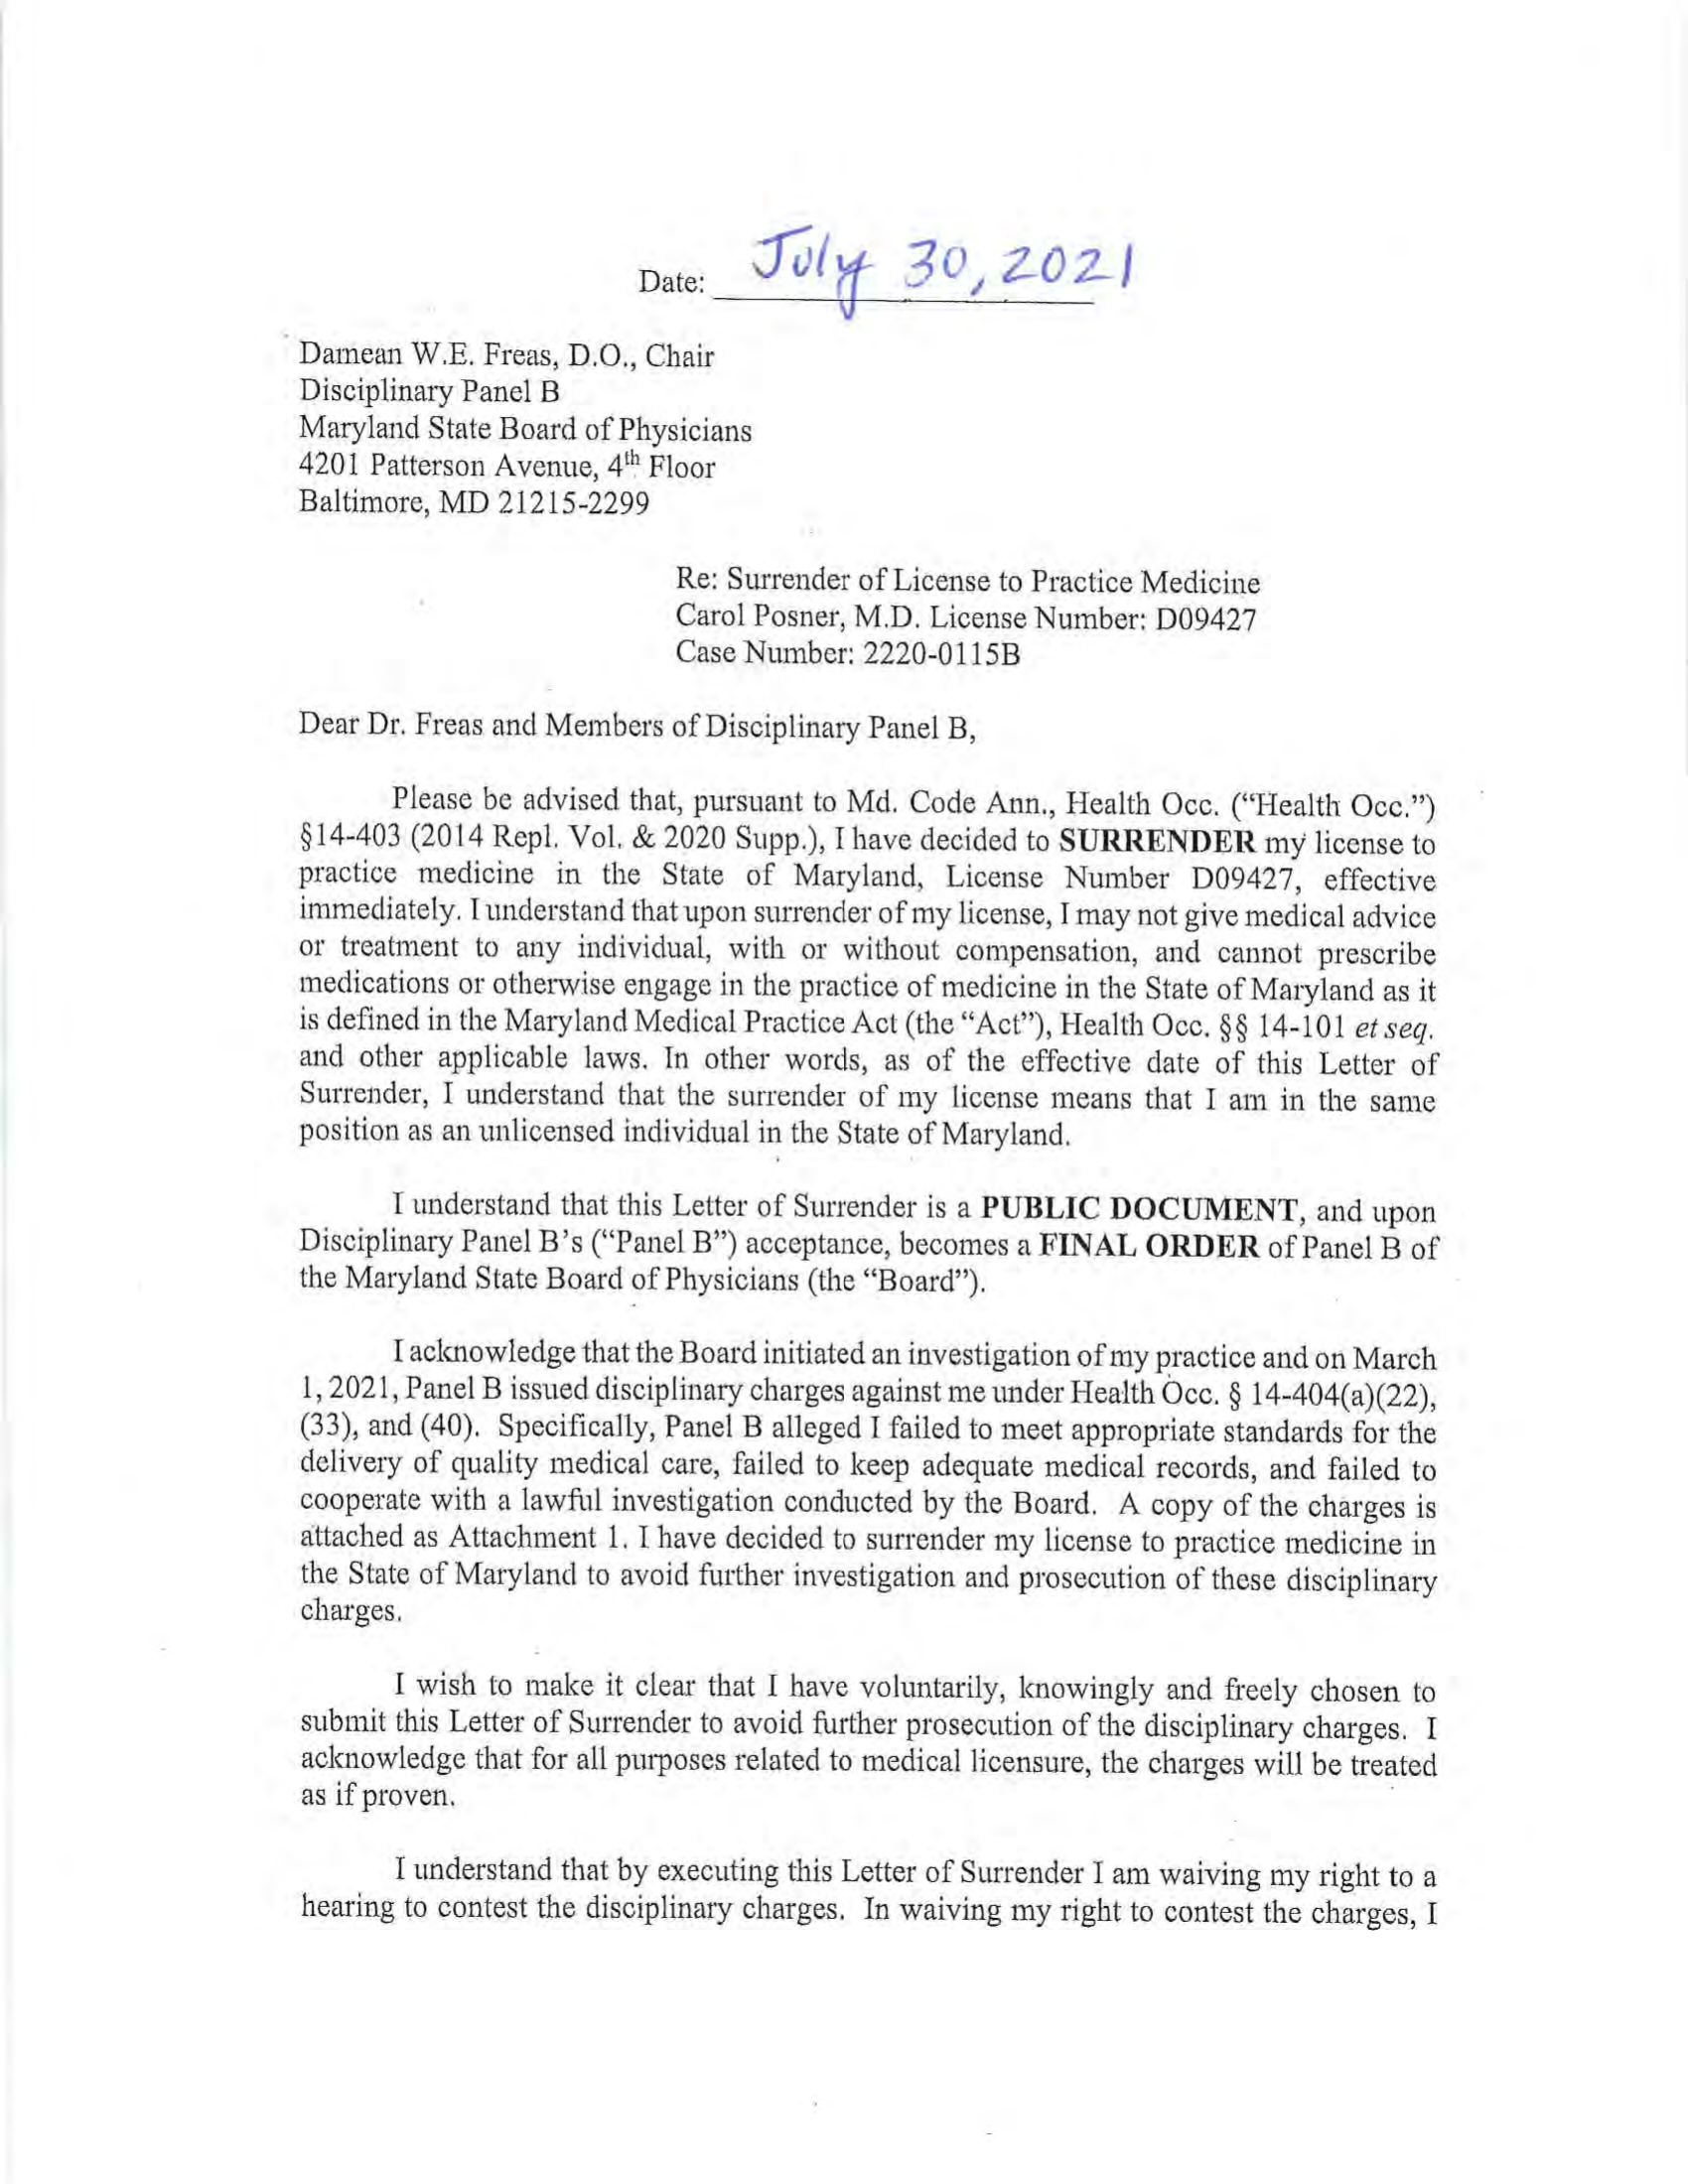 Date: July 30, 2021
Damean W.E. Freas, D.O., Chair
Disciplinary Panel B
Maryland State Board of Physicians
4201 Patterson Avenue, 4th Floor
Baltimore, MD 21215-2299
Re: Surrender of License to Practice Medicine
Carol Posner, M.D. License Number: D09427
Case Number: 2220-0115B
Dear Dr. Freas and Members of Disciplinary Panel B,
Please be advised that, pursuant to Md. Code Ann., Health Occ. (“Health Occ.”)
§14-403 (2014 Repl. Vol. & 2020 Supp.), I have decided to SURRENDER my license to
practice medicine in the State of Maryland, License Number D09427, effective
immediately. I understand that upon surrender of my license, I may not give medical advice
or treatment to any individual, with or without compensation, and cannot prescribe
medications or otherwise engage in the practice of medicine in the State of Maryland as it
is defined in the Maryland Medical Practice Act (the “Act”), Health Occ. §§ 14-101 et seq.
and other applicable laws. In other words, as of the effective date of this Letter of
Surrender, I understand that the surrender of my license means that I am in the same
position as an unlicensed individual in the State of Maryland.
I understand that this Letter of Surrender is a PUBLIC DOCUMENT, and upon
Disciplinary Panel B’s (“Panel B”) acceptance, becomes a FINAL ORDER of Panel B of
the Maryland State Board of Physicians (the “Board”).
I acknowledge that the Board initiated an investigation of my practice and on March
1, 2021, Panel B issued disciplinary charges against me under Health Occ. § 14-404(a)(22),
(33), and (40). Specifically, Panel B alleged I failed to meet appropriate standards for the
delivery of quality medical care, failed to keep adequate medical records, and failed to
cooperate with a lawful investigation conducted by the Board. A copy of the charges is
attached as Attachment 1. I have decided to surrender my license to practice medicine in
the State of Maryland to avoid further investigation and prosecution of these disciplinary
charges.
I wish to make it clear that I have voluntarily, knowingly and freely chosen to
submit this Letter of Surrender to avoid further prosecution of the disciplinary charges. I
acknowledge that for all purposes related to medical licensure, the charges will be treated
as if proven.
I understand that by executing this Letter of Surrender I am waiving my right to a
hearing to contest the disciplinary charges. In waiving my right to contest the charges, I